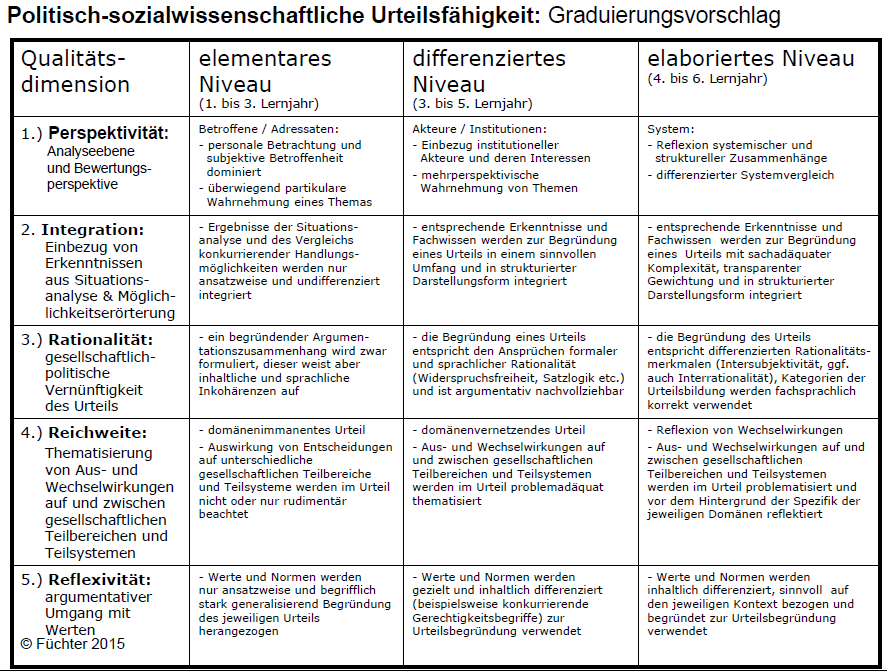 Politisch-sozialwissenschaftliche Urteilsfähigkeit: Graduierungsvorschlag
Qualitäts-
dimension
elementares
Niveau
(1. bis 3. Lernjahr)
differenziertes
Niveau
(3. bis 5. Lernjahr)
elaboriertes Niveau
(4. bis 6. Lernjahr)
1.) Perspektivität:
Analyseebene
und Bewertungs-
perspektive
Betroffene / Adressaten:
- personale Betrachtung und
subjektive Betroffenheit
dominiert
- überwiegend partikulare
Wahrnehmung eines Themas
Akteure / Institutionen:
- Einbezug institutioneller
Akteure und deren Interessen
- mehrperspektivische
Wahrnehmung von Themen
System:
- Reflexion systemischer und
struktureller Zusammenhänge
- differenzierter Systemvergleich
2. Integration:
Einbezug von
Erkenntnissen
aus Situations-
analyse & Möglich-
lichkeitserörterung
- Ergebnisse der Situations-
analyse und des Vergleichs
konkurrierender Handlungs-
möglichkeiten werden nur
ansatzweise und undifferenziert
integriert
- entsprechende Erkenntnisse und
Fachwissen werden zur Begründung
eines Urteils in einem sinnvollen
Umfang und in strukturierter
Darstellungsform integriert
- entsprechende Erkenntnisse und
Fachwissen werden zur Begründung
eines Urteils mit sachadäquater
Komplexität, transparenter
Gewichtung und in strukturierter
Darstellungsform integriert
3.) Rationalität:
gesellschaftlich-
politische
Vernünftigkeit
des Urteils
- ein begründender Argumen-
tationszusammenhang wird zwar
formuliert, dieser weist aber
inhaltliche und sprachliche
Inkohärenzen auf
- die Begründung eines Urteils
entspricht den Ansprüchen formaler
und sprachlicher Rationalität
(Widerspruchsfreiheit, Satzlogik etc.)
und ist argumentativ nachvollziehbar
- die Begründung des Urteils
entspricht differenzierten Rationalitäts-
merkmalen (Intersubjektivität, ggf.
auch Interrationalität), Kategorien der
Urteilsbildung werden fachsprachlich
korrekt verwendet
4.) Reichweite:
Thematisierung
von Aus- und
Wechselwirkungen
auf und zwischen
gesellschaftlichen
Teilbereichen und
Teilsystemen
- domänenimmanentes Urteil
- Auswirkung von Entscheidungen
auf unterschiedliche
gesellschaftlichen Teilbereiche
und Teilsysteme werden im Urteil
nicht oder nur rudimentär
beachtet
- domänenvernetzendes Urteil
- Aus- und Wechselwirkungen auf
und zwischen gesellschaftlichen
Teilbereichen und Teilsystemen
werden im Urteil problemadäquat
thematisiert
- Reflexion von Wechselwirkungen
- Aus- und Wechselwirkungen auf und
zwischen gesellschaftlichen
Teilbereichen und Teilsystemen
werden im Urteil problematisiert und
vor dem Hintergrund der Spezifik der
jeweiligen Domänen reflektiert
5.) Reflexivität:
argumentativer
Umgang mit
Werten
© Füchter 2015
- Werte und Normen werden
nur ansatzweise und begrifflich
stark generalisierend Begründung
des jeweiligen Urteils
herangezogen
- Werte und Normen werden
gezielt und inhaltlich differenziert
(beispielsweise konkurrierende
Gerechtigkeitsbegriffe) zur
Urteilsbegründung verwendet
- Werte und Normen werden
inhaltlich differenziert, sinnvoll auf
den jeweiligen Kontext bezogen und
begründet zur Urteilsbegründung
verwendet